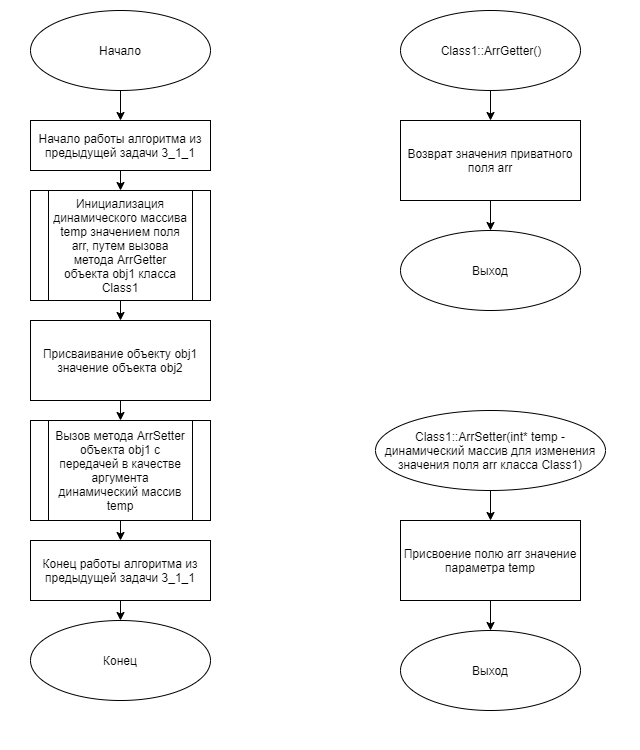 Начало
Начало работы алгоритма из
предыдущей задачи 3_1_1
Инициализация
динамического массива
temp значением поля
arr, путем вызова
метода ArrGetter
объекта obj1 класса
Class1
Присваивание объекту obj1
значение объекта obj2
Вызов метода ArrSetter
объекта obj1 с
передачей в качестве
аргумента
динамический массив
temp
Конец работы алгоритма из
предыдущей задачи 3_1_1
Конец
Class1::ArrGetter()
Возврат значения приватного
поля arr
Выход
Class1::ArrSetter(int* temp -
динамический массив для изменения
значения поля arr класса Class1)
Присвоение полю arr значение
параметра temp
Выход